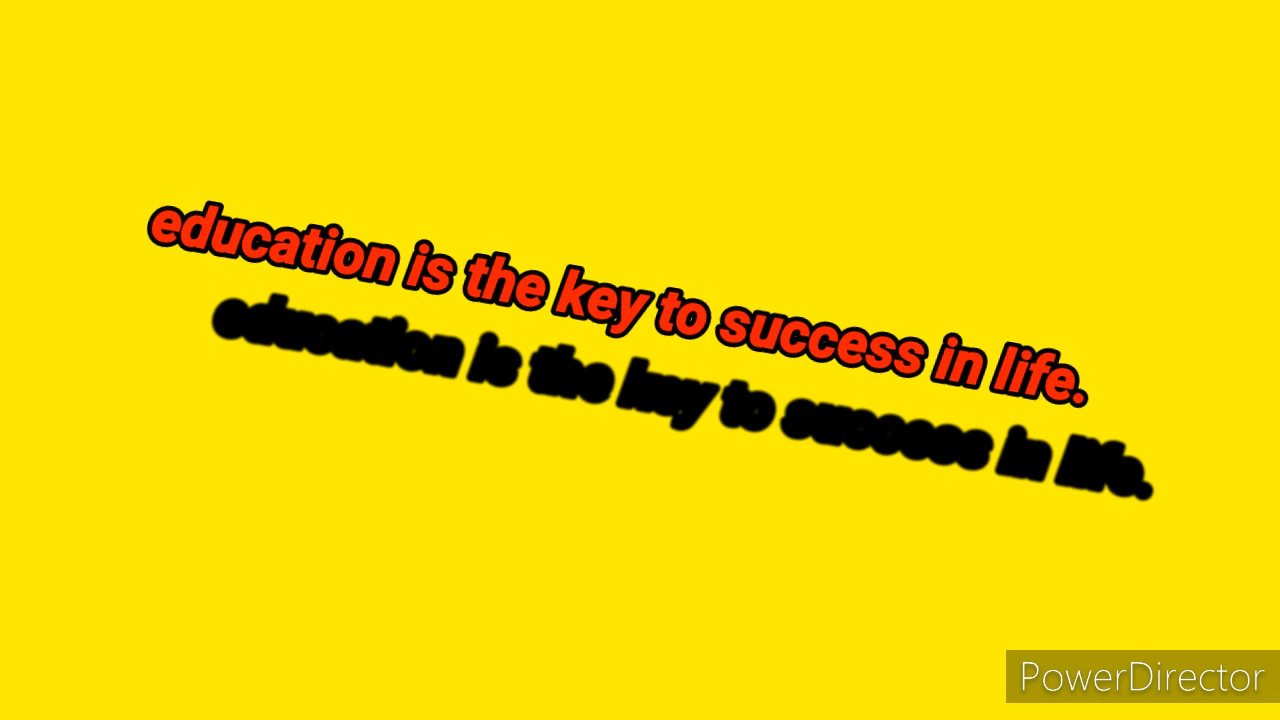 education is the key to success in life.
PowerDirector